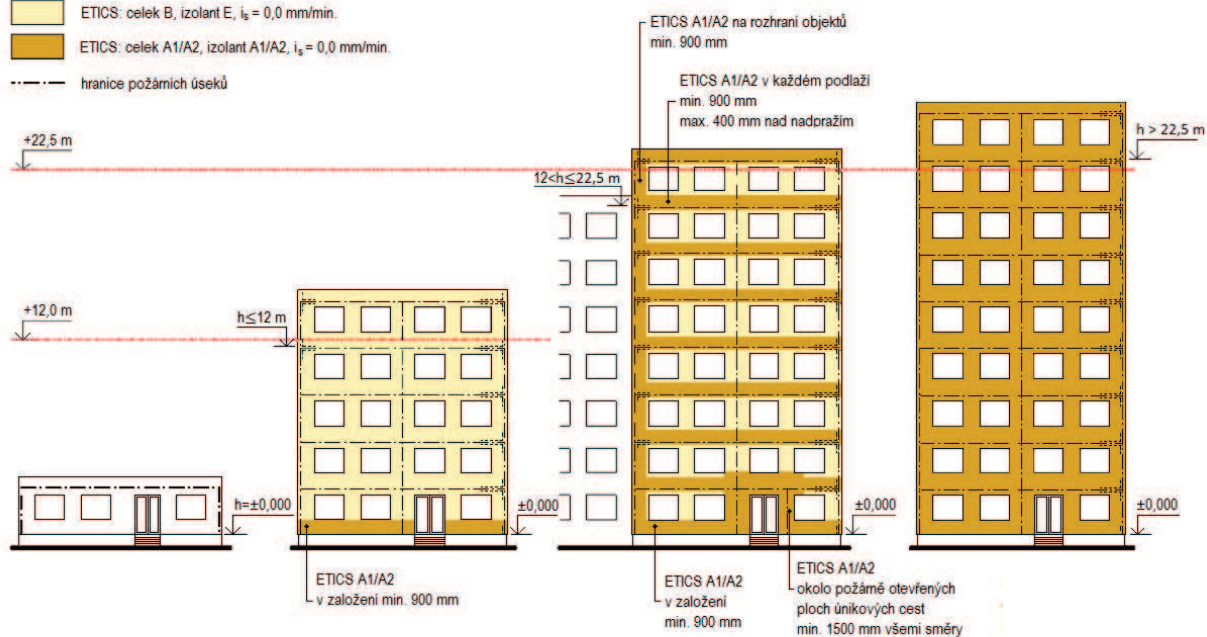 ETICS: celek B, izolant E, iₛ = 0,0 mm/min.
ETICS: celek A1/A2, izolant A1/A2, iₛ = 0,0 mm/min.
hranice požárních úseků
ETICS A1/A2 na rozhraní objektů
min. 900 mm
ETICS A1/A2 v každém podlaží
min. 900 mm
max. 400 mm nad nadpražím
+22,5 m
h > 22,5 m
12<h≤22,5 m
+12,0 m
h≤12 m
h=±0,000
±0,000
±0,000
±0,000
ETICS A1/A2
v založení min. 900 mm
ETICS A1/A2
v založení
min. 900 mm
ETICS A1/A2
okolo požárně otevřených
ploch únikových cest
min. 1500 mm všemi směry